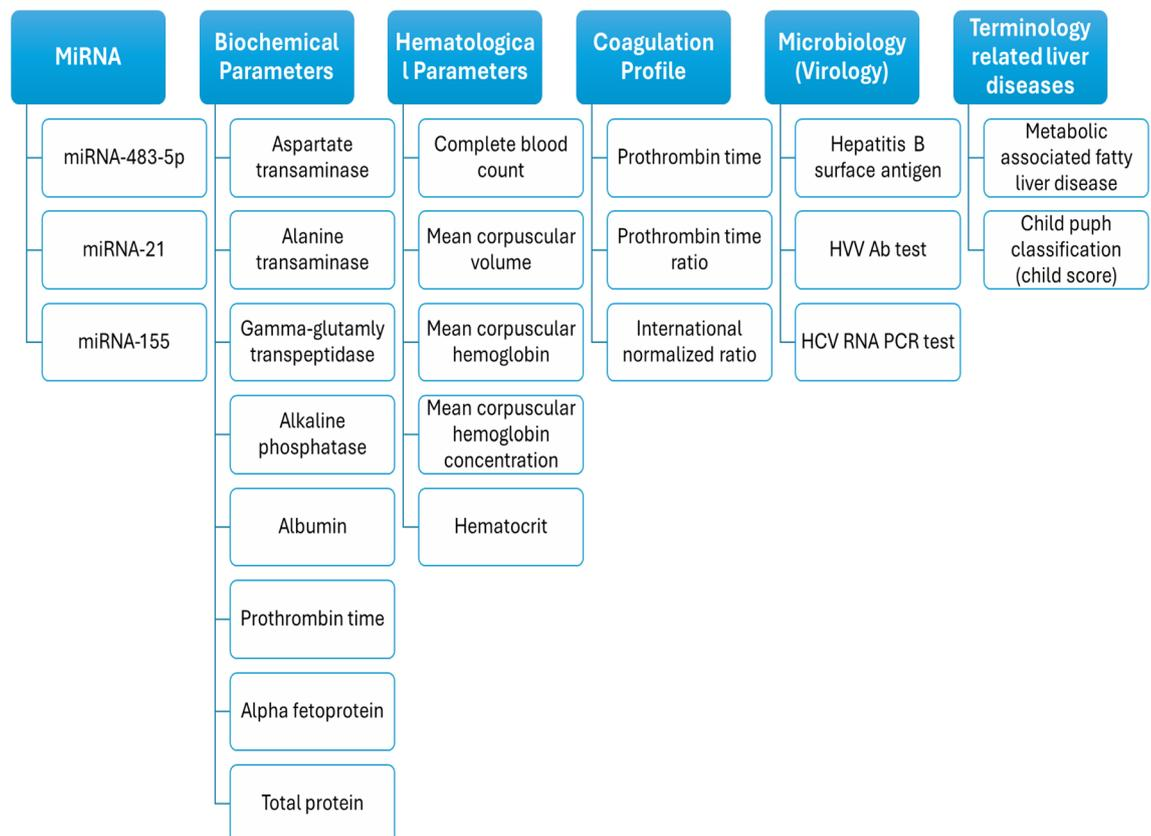 MiRNA
miRNA-483-5p
miRNA-21
miRNA-155
Biochemical
Parameters
Aspartate
transaminase
Alanine
transaminase
Gamma-glutamly
transpeptidase
Alkaline
phosphatase
Albumin
Prothrombin time
Alpha fetoprotein
Total protein
Hematologica
l Parameters
Complete blood
count
Mean corpuscular
volume
Mean corpuscular
hemoglobin
Mean corpuscular
hemoglobin
concentration
Hematocrit
Coagulation
Profile
Prothrombin time
Prothrombin time
ratio
International
normalized ratio
Microbiology
(Virology)
Hepatitis B
surface antigen
HVV Ab test
HCV RNA PCR test
Terminology
related liver
diseases
Metabolic
associated fatty
liver disease
Child puph
classification
(child score)